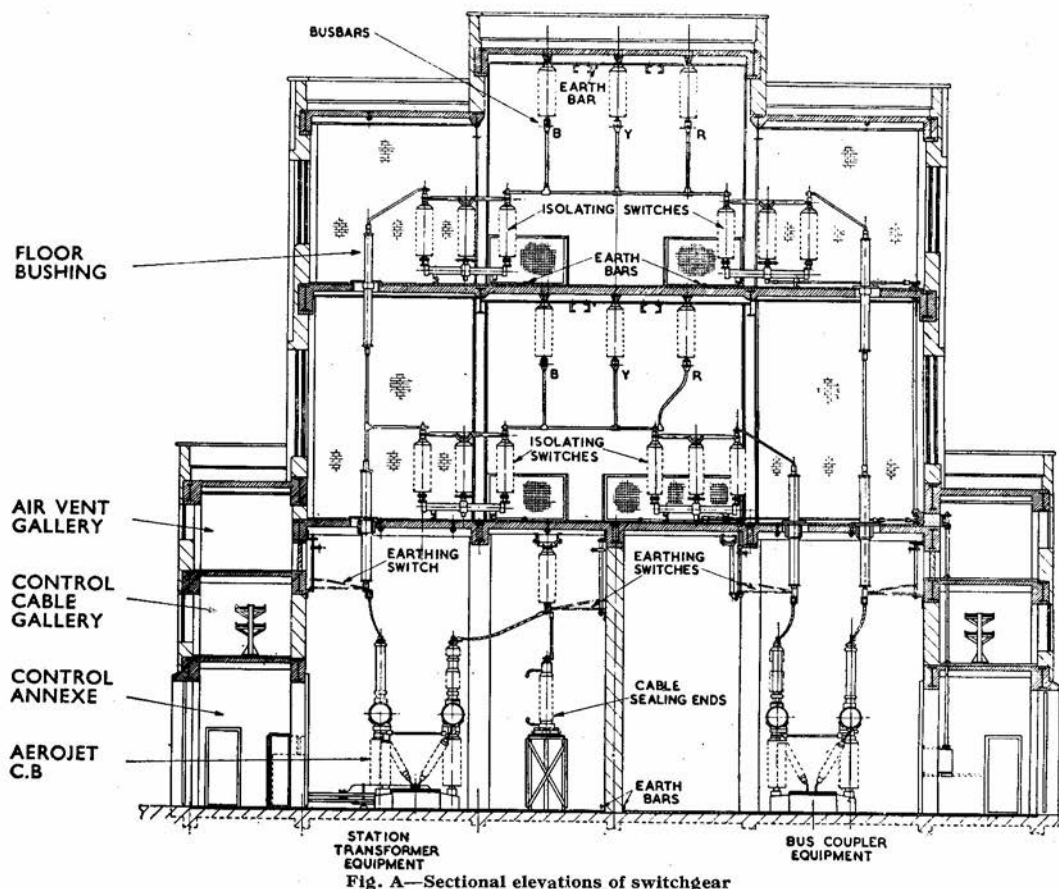 BUSBARS
EARTH
BAR
B
Y
R
ISOLATING SWITCHES
FLOOR
BUSHING
EARTH
BARS
B
Y
R
ISOLATING
SWITCHES
AIR VENT
GALLERY
EARTHING
SWITCH
EARTHING
SWITCHES
CONTROL
CABLE
GALLERY
CONTROL
ANNEXE
CABLE
SEALING ENDS
AEROJET
C.B
EARTH
BARS
STATION
TRANSFORMER
EQUIPMENT
BUS COUPLER
EQUIPMENT
Fig. A—Sectional elevations of switchgear